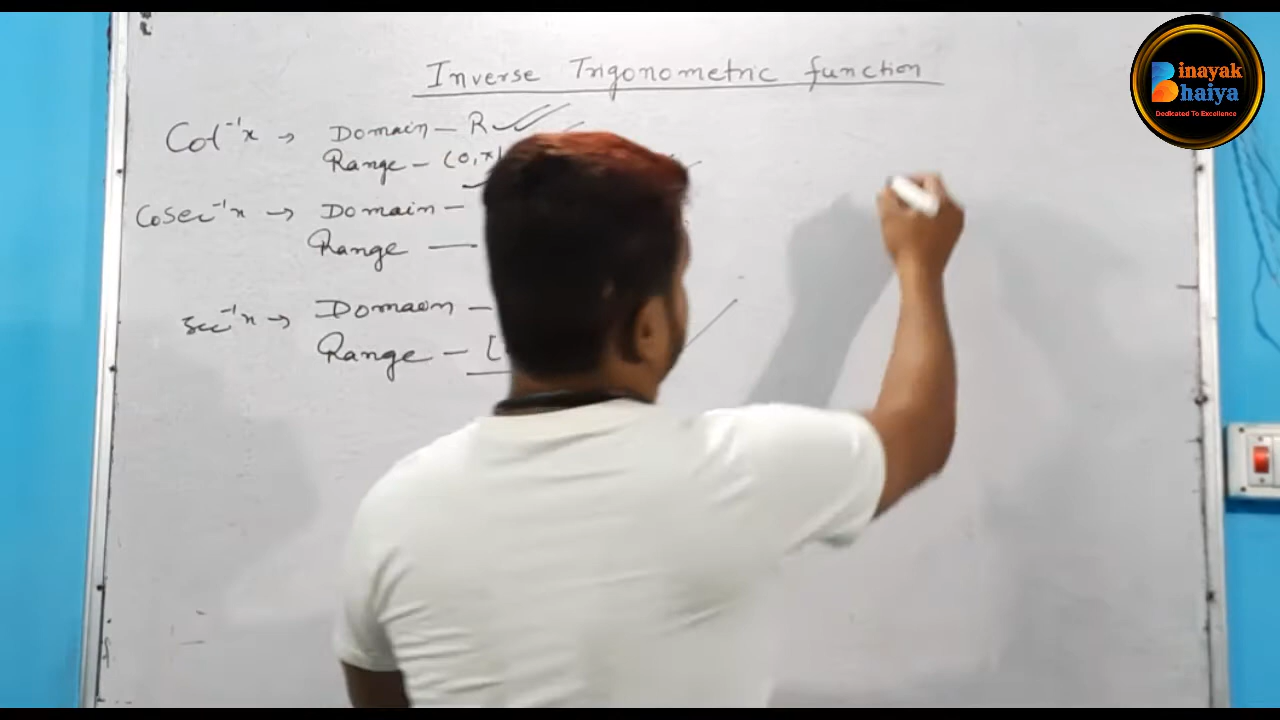 Inverse Trigonometric function
Cot⁻¹x → Domain — R
Range — (0, π)
Cosec⁻¹x → Domain —
Range —
Sec⁻¹x → Domain —
Range — [
Binayak
Bhaiya
Dedicated To Excellence